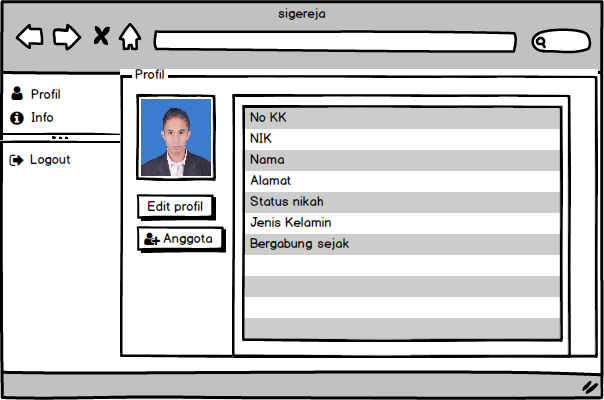 sigereja
Profil
Profil
Info
Logout
Edit profil
Anggota
No KK
NIK
Nama
Alamat
Status nikah
Jenis Kelamin
Bergabung sejak